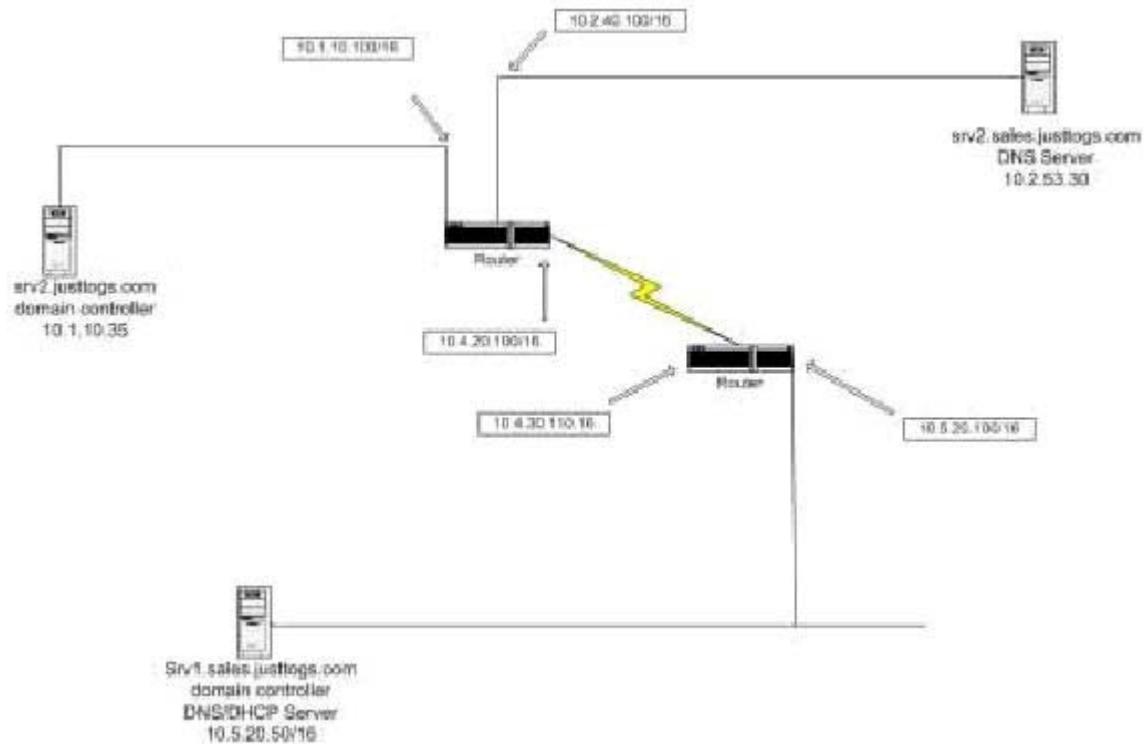 10.2.40.100/16
10.1.10.100/16
srv2.sales.justtogs.com
DNS Server
10.2.53.30
Router
srv2.justtogs.com
domain controller
10.1.10.35
10.4.20.100/16
Router
10.4.30.110.16
10.5.20.100/16
Srv1.sales.justtogs.com
domain controller
DNS/DHCP Server
10.5.20.50/16